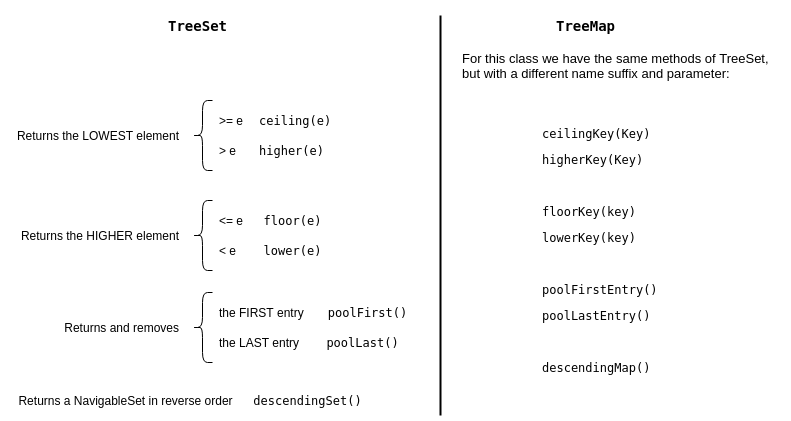 TreeSet
Returns the LOWEST element
>= e ceiling(e)
> e higher(e)
Returns the HIGHER element
<= e floor(e)
< e lower(e)
Returns and removes
the FIRST entry poolFirst()
the LAST entry poolLast()
Returns a NavigableSet in reverse order descendingSet()
TreeMap
For this class we have the same methods of TreeSet,
but with a different name suffix and parameter:
ceilingKey(Key)
higherKey(Key)
floorKey(key)
lowerKey(key)
poolFirstEntry()
poolLastEntry()
descendingMap()